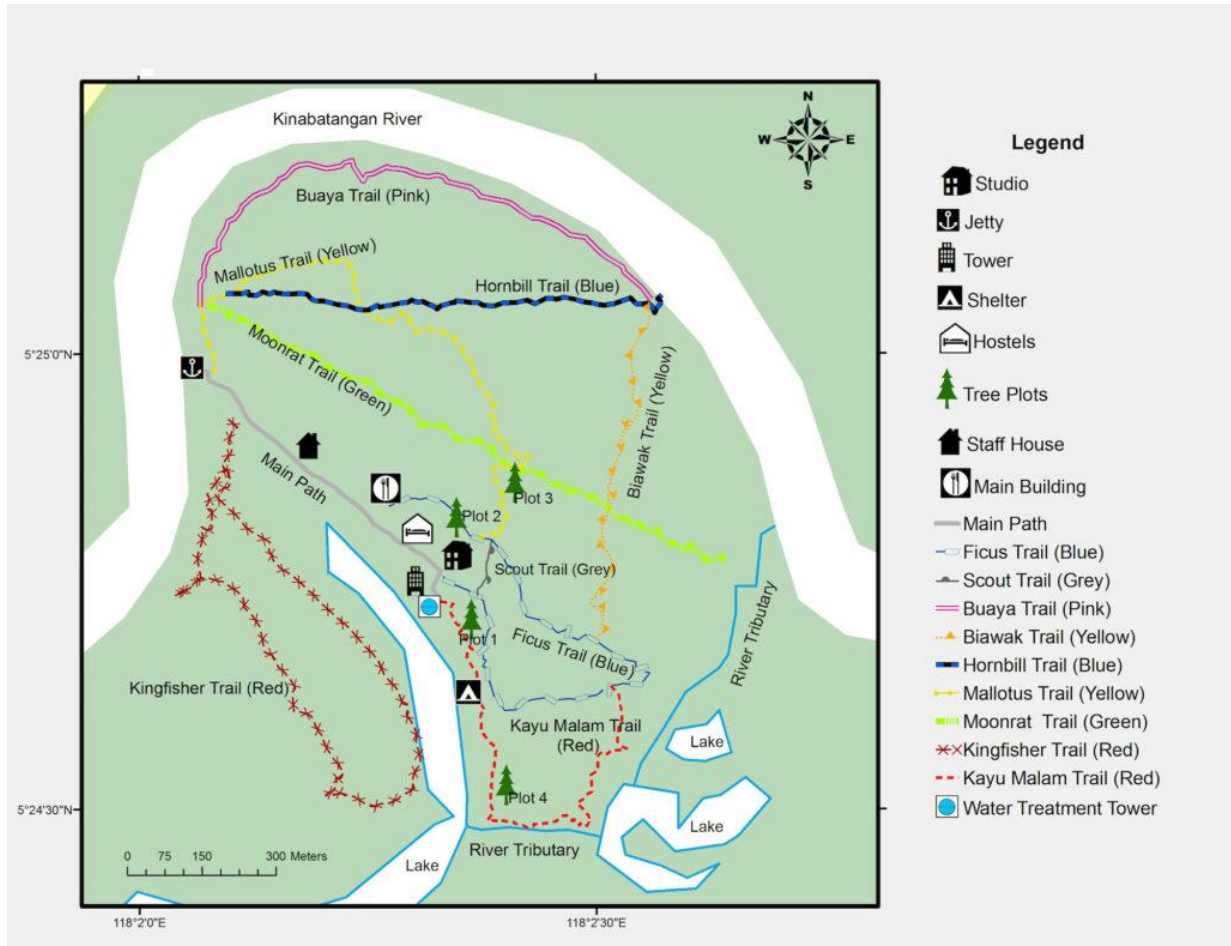 N
W
E
S
Kinabatangan River
Buaya Trail (Pink)
Mallotus Trail (Yellow)
Hornbill Trail (Blue)
5°25'0"N
Moonrat Trail (Green)
Biawak Trail (Yellow)
Main Path
Plot 3
Plot 2
Scout Trail (Grey)
Plot 1
Ficus Trail (Blue)
River Tributary
Kingfisher Trail (Red)
Kayu Malam Trail
(Red)
Lake
Plot 4
5°24'30"N
Lake
River Tributary
Lake
0 75 150 300 Meters
118°2'0"E
118°2'30"E
Legend
Studio
Jetty
Tower
Shelter
Hostels
Tree Plots
Staff House
Main Building
Main Path
Ficus Trail (Blue)
Scout Trail (Grey)
Buaya Trail (Pink)
Biawak Trail (Yellow)
Hornbill Trail (Blue)
Mallotus Trail (Yellow)
Moonrat Trail (Green)
Kingfisher Trail (Red)
Kayu Malam Trail (Red)
Water Treatment Tower